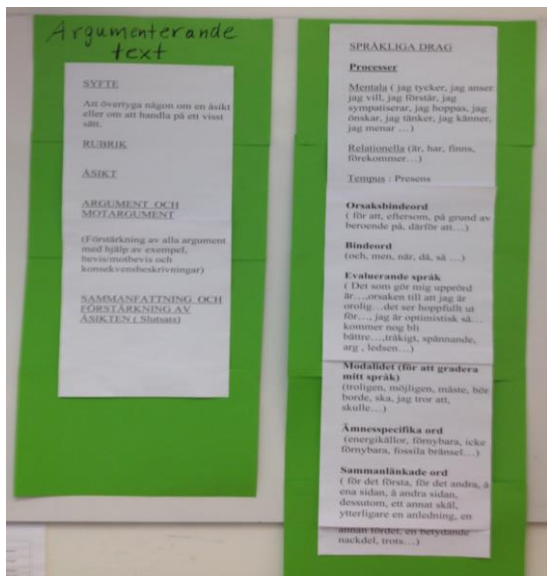 Argumenterande
text
SYFTE
Att övertyga någon om en åsikt
eller om att handla på ett visst
sätt.
RUBRIK
ÅSIKT
ARGUMENT OCH
MOTARGUMENT
(Förstärkning av alla argument
med hjälp av exempel,
bevis/motbevis och
konsekvensbeskrivningar)
SAMMANFATTNING OCH
FÖRSTÄRKNING AV
ÅSIKTEN ( Slutsats)
SPRÅKLIGA DRAG
Processer
Mentala ( jag tycker, jag anser
jag vill, jag förstår, jag
sympatiserar, jag hoppas, jag
önskar, jag tänker, jag känner,
jag menar …)
Relationella (är, har, finns,
förekommer…)
Tempus : Presens
Orsaksbindeord
( för att, eftersom, på grund av
beroende på, därför att…)
Bindeord
(och, men, när, då, så …)
Evaluerande språk
( Det som gör mig upprörd
är…,orsaken till att jag är
orolig…det ser hoppfullt ut
för…, jag är optimistisk så…
kommer nog bli
bättre…,tråkigt, spännande,
arg , ledsen…)
Modalidet (för att gradera
mitt språk)
(troligen, möjligen, måste, bör
borde, ska, jag tror att,
skulle…)
Ämnesspecifika ord
(energikällor, förnybara, icke
förnybara, fossila bränsel…)
Sammanlänkade ord
( för det första, för det andra, å
ena sidan, å andra sidan,
dessutom, ett annat skäl,
ytterligare en anledning, en
annan fördel, en betydande
nackdel, trots…)